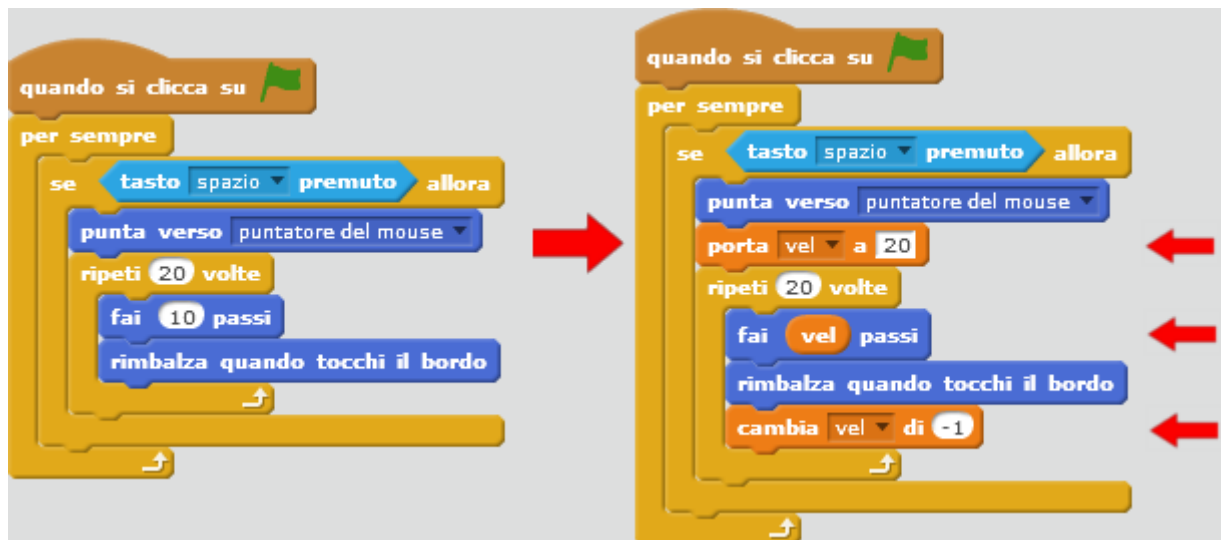 quando si clicca su
per sempre
se tasto spazio premuto allora
punta verso puntatore del mouse
ripeti 20 volte
fai 10 passi
rimbalza quando tocchi il bordo
quando si clicca su
per sempre
se tasto spazio premuto allora
punta verso puntatore del mouse
porta vel a 20
ripeti 20 volte
fai vel passi
rimbalza quando tocchi il bordo
cambia vel di -1